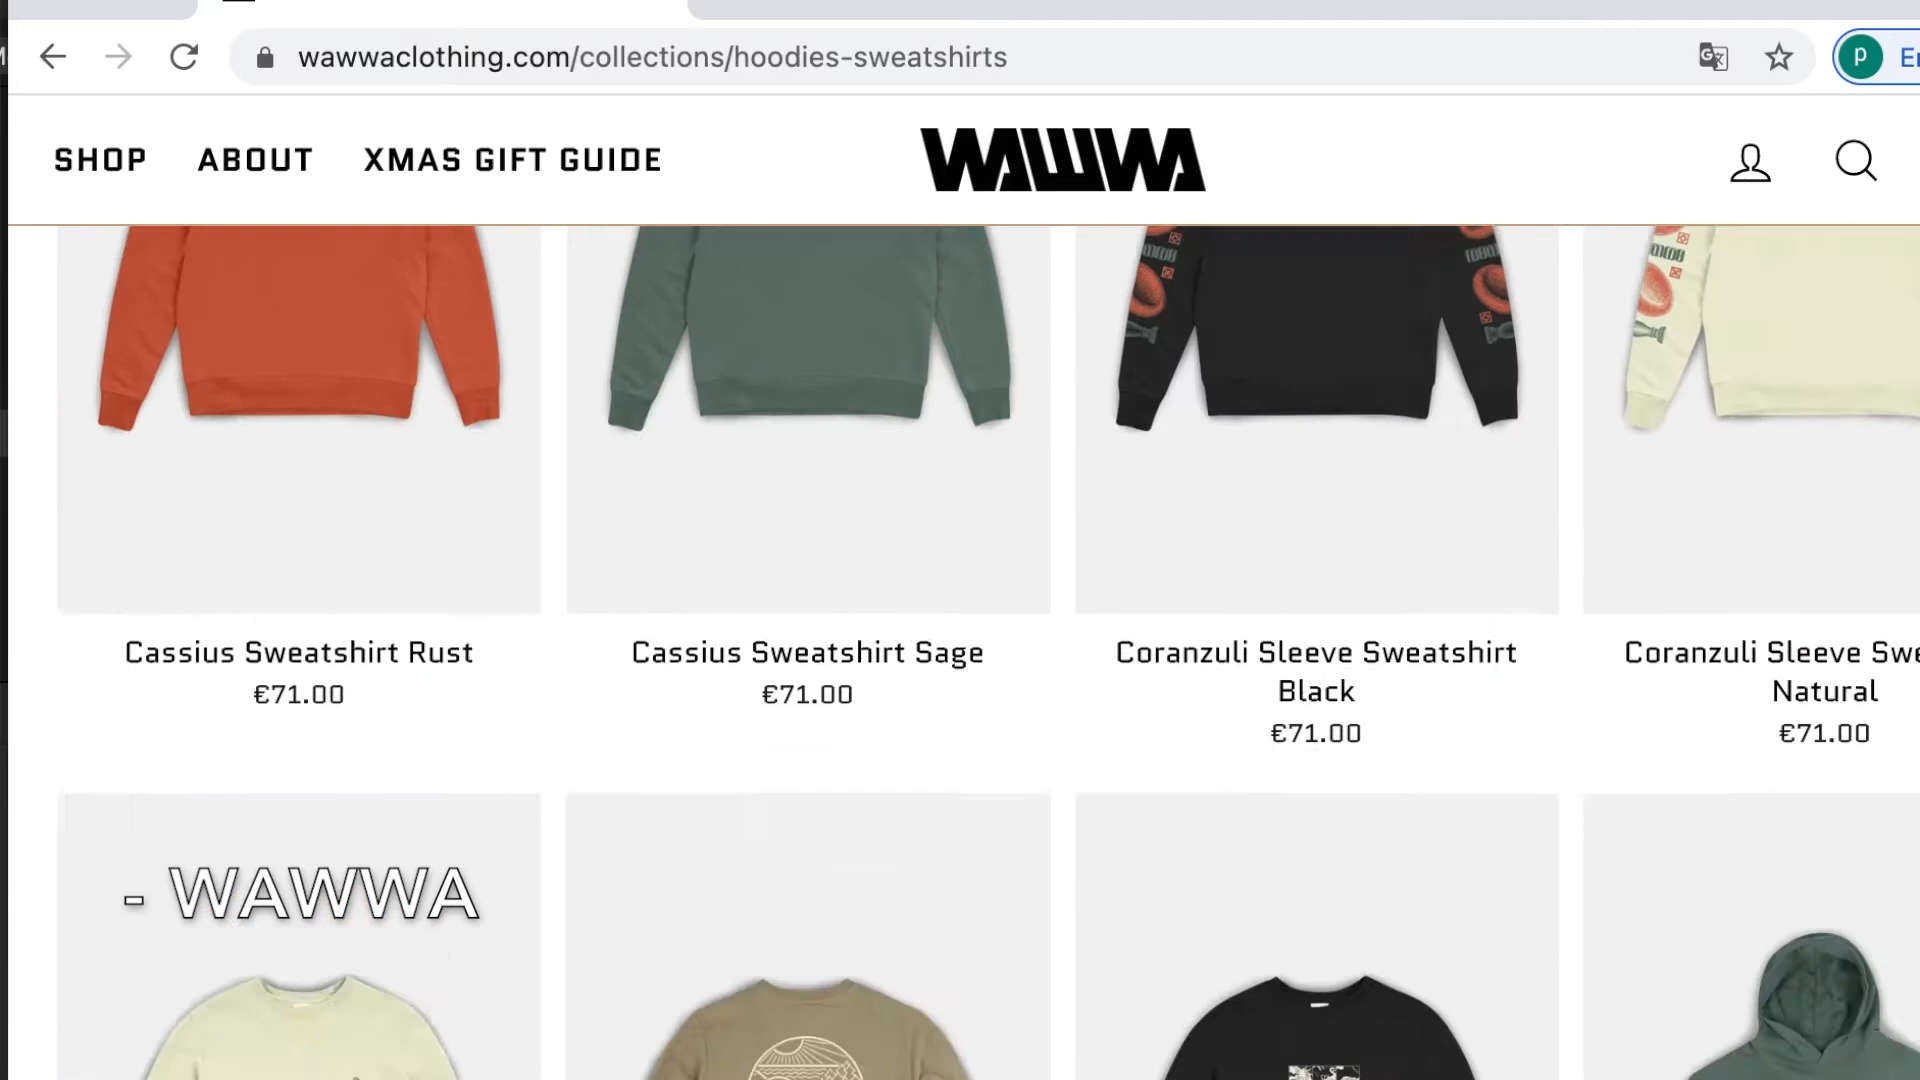 wawwaclothing.com/collections/hoodies-sweatshirts
p
SHOP ABOUT XMAS GIFT GUIDE WAWWA
Cassius Sweatshirt Rust
€71.00
Cassius Sweatshirt Sage
€71.00
Coranzuli Sleeve Sweatshirt
Black
€71.00
Coranzuli Sleeve Swe
Natural
€71.00
- WAWWA